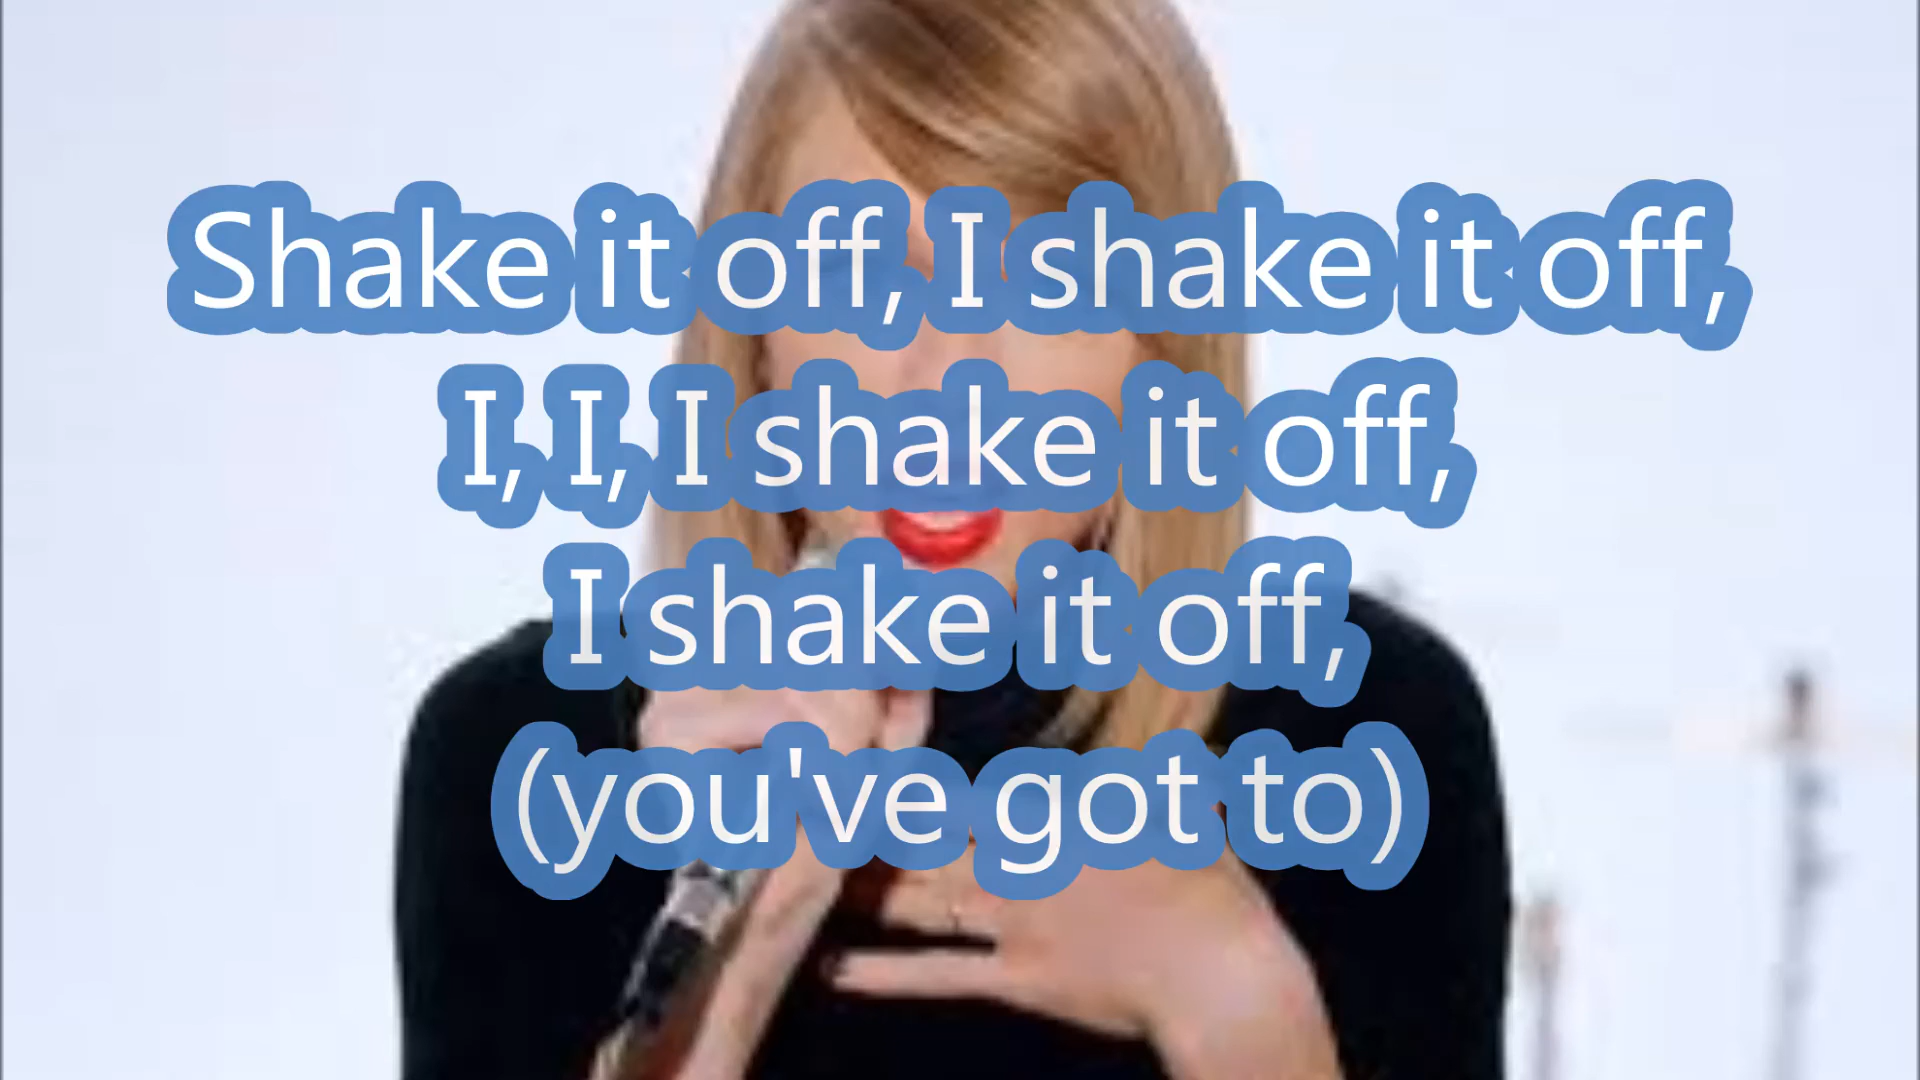 Shake it off, I shake it off,
I, I, I shake it off,
I shake it off,
(you've got to)